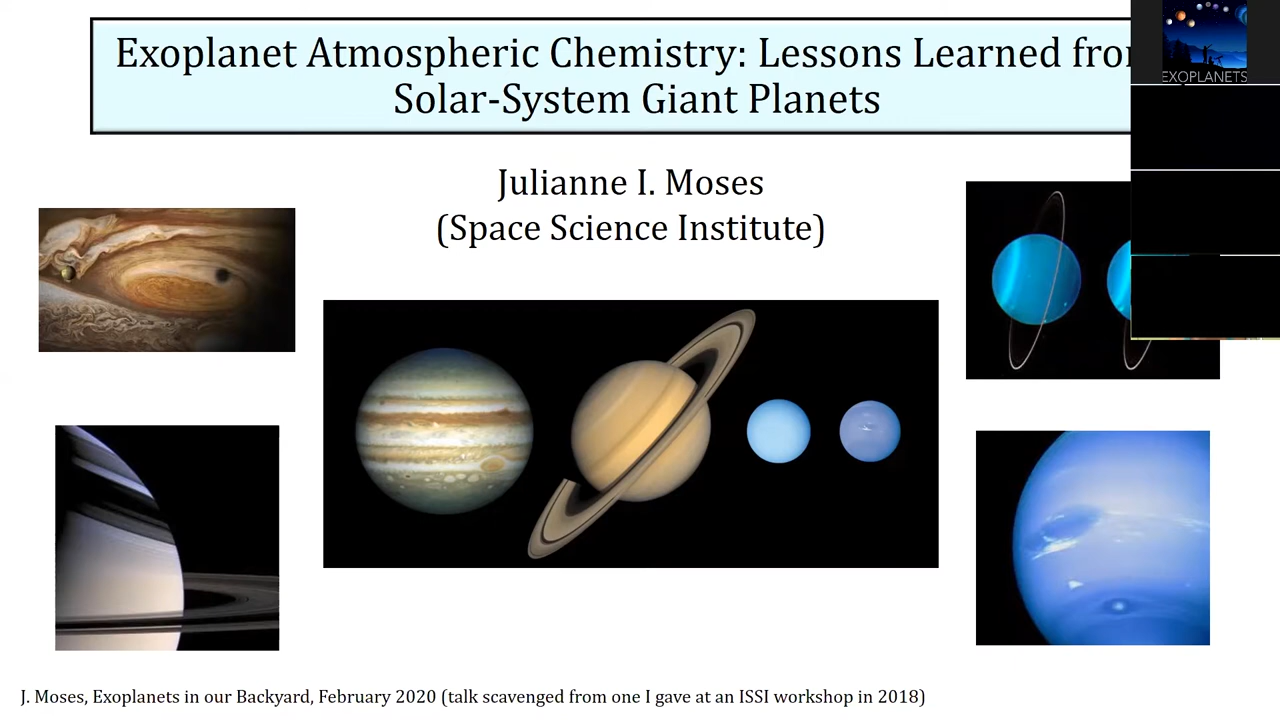 Exoplanet Atmospheric Chemistry: Lessons Learned
Solar-System Giant Planets
EXOPLANETS
Julianne I. Moses
(Space Science Institute)
J. Moses, Exoplanets in our Backyard, February 2020 (talk scavenged from one I gave at an ISSI workshop in 2018)